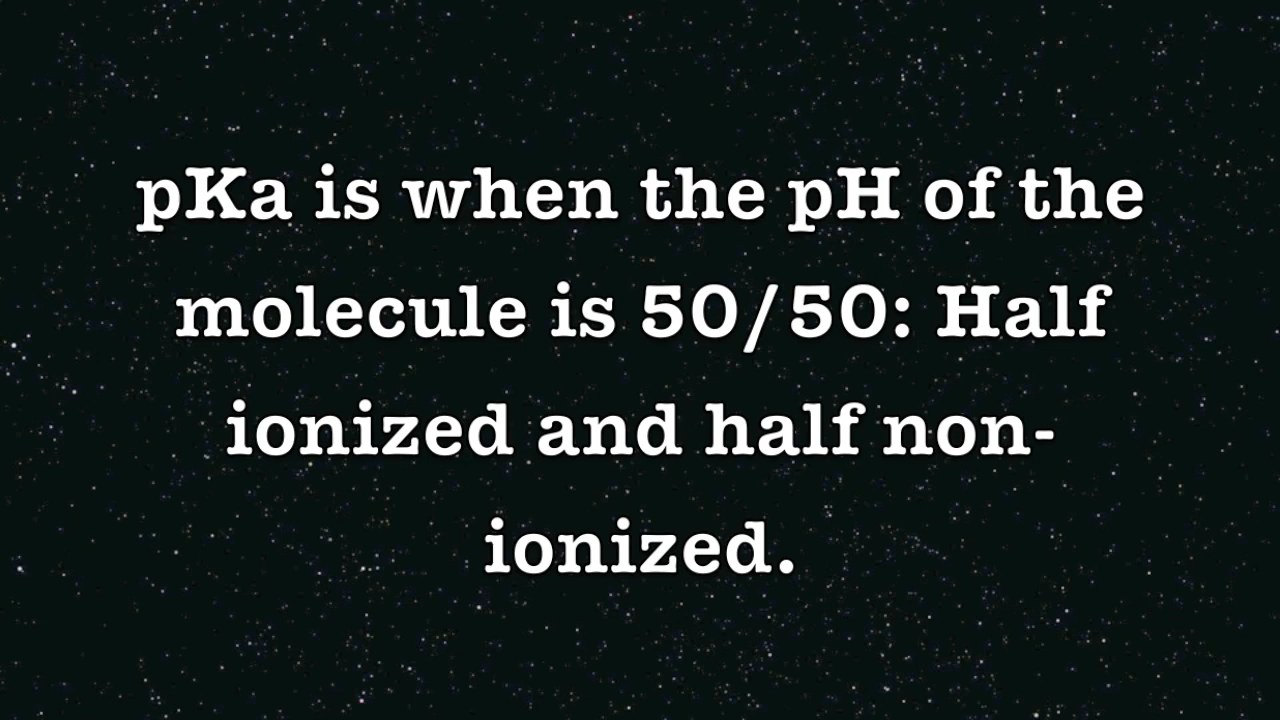 pKa is when the pH of the
molecule is 50/50: Half
ionized and half non-
ionized.